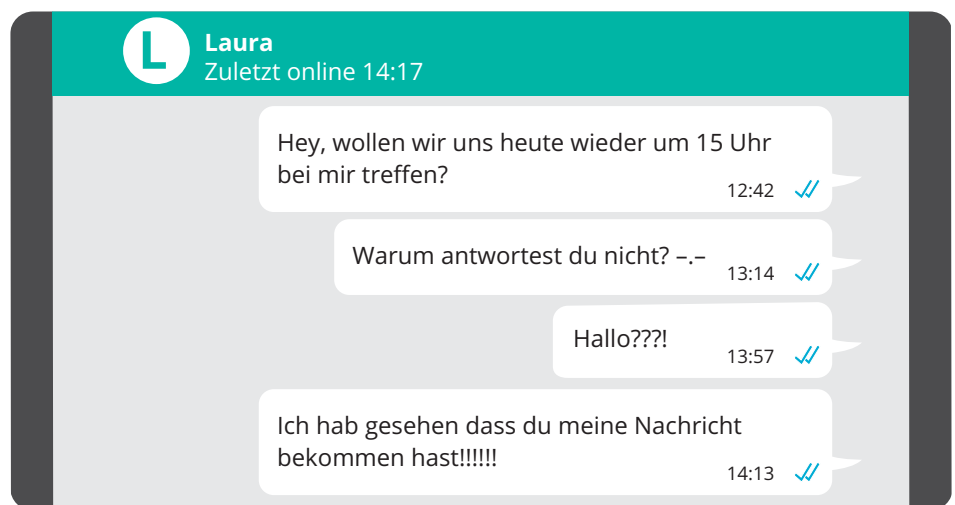 L
Laura
Zuletzt online 14:17
Hey, wollen wir uns heute wieder um 15 Uhr
bei mir treffen?
12:42
Warum antwortest du nicht? –.–
13:14
Hallo???!
13:57
Ich hab gesehen dass du meine Nachricht
bekommen hast!!!!!!
14:13